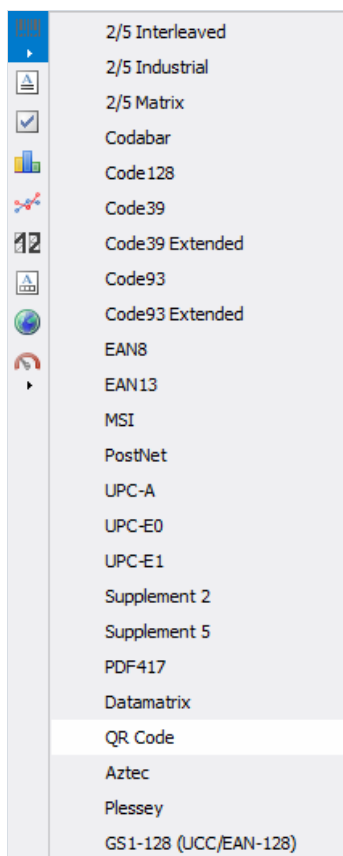 2/5 Interleaved
2/5 Industrial
2/5 Matrix
Codabar
Code128
Code39
Code39 Extended
Code93
Code93 Extended
EAN8
EAN13
MSI
PostNet
UPC-A
UPC-E0
UPC-E1
Supplement 2
Supplement 5
PDF417
Datamatrix
QR Code
Aztec
Plessey
GS1-128 (UCC/EAN-128)